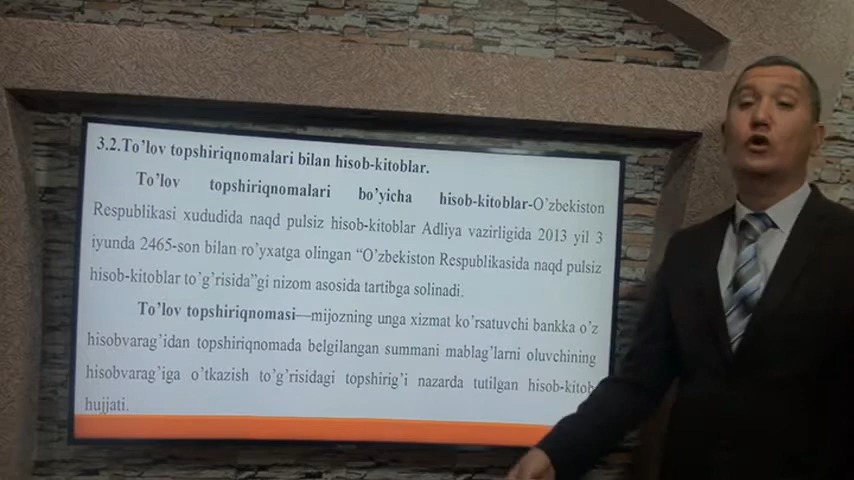 3.2.To’lov topshiriqnomalari bilan hisob-kitoblar.
To’lov topshiriqnomalari bo’yicha hisob-kitoblar-O’zbekiston
Respublikasi xududida naqd pulsiz hisob-kitoblar Adliya vazirligida 2013 yil 3
iyunda 2465-son bilan ro’yxatga olingan “O’zbekiston Respublikasida naqd pulsiz
hisob-kitoblar to’g’risida”gi nizom asosida tartibga solinadi.
To’lov topshiriqnomasi—mijozning unga xizmat ko’rsatuvchi bankka o’z
hisobvarag’idan topshiriqnomada belgilangan summani mablag’larni oluvchining
hisobvarag’iga o’tkazish to’g’risidagi topshirig’i nazarda tutilgan hisob-kitob
hujjati.